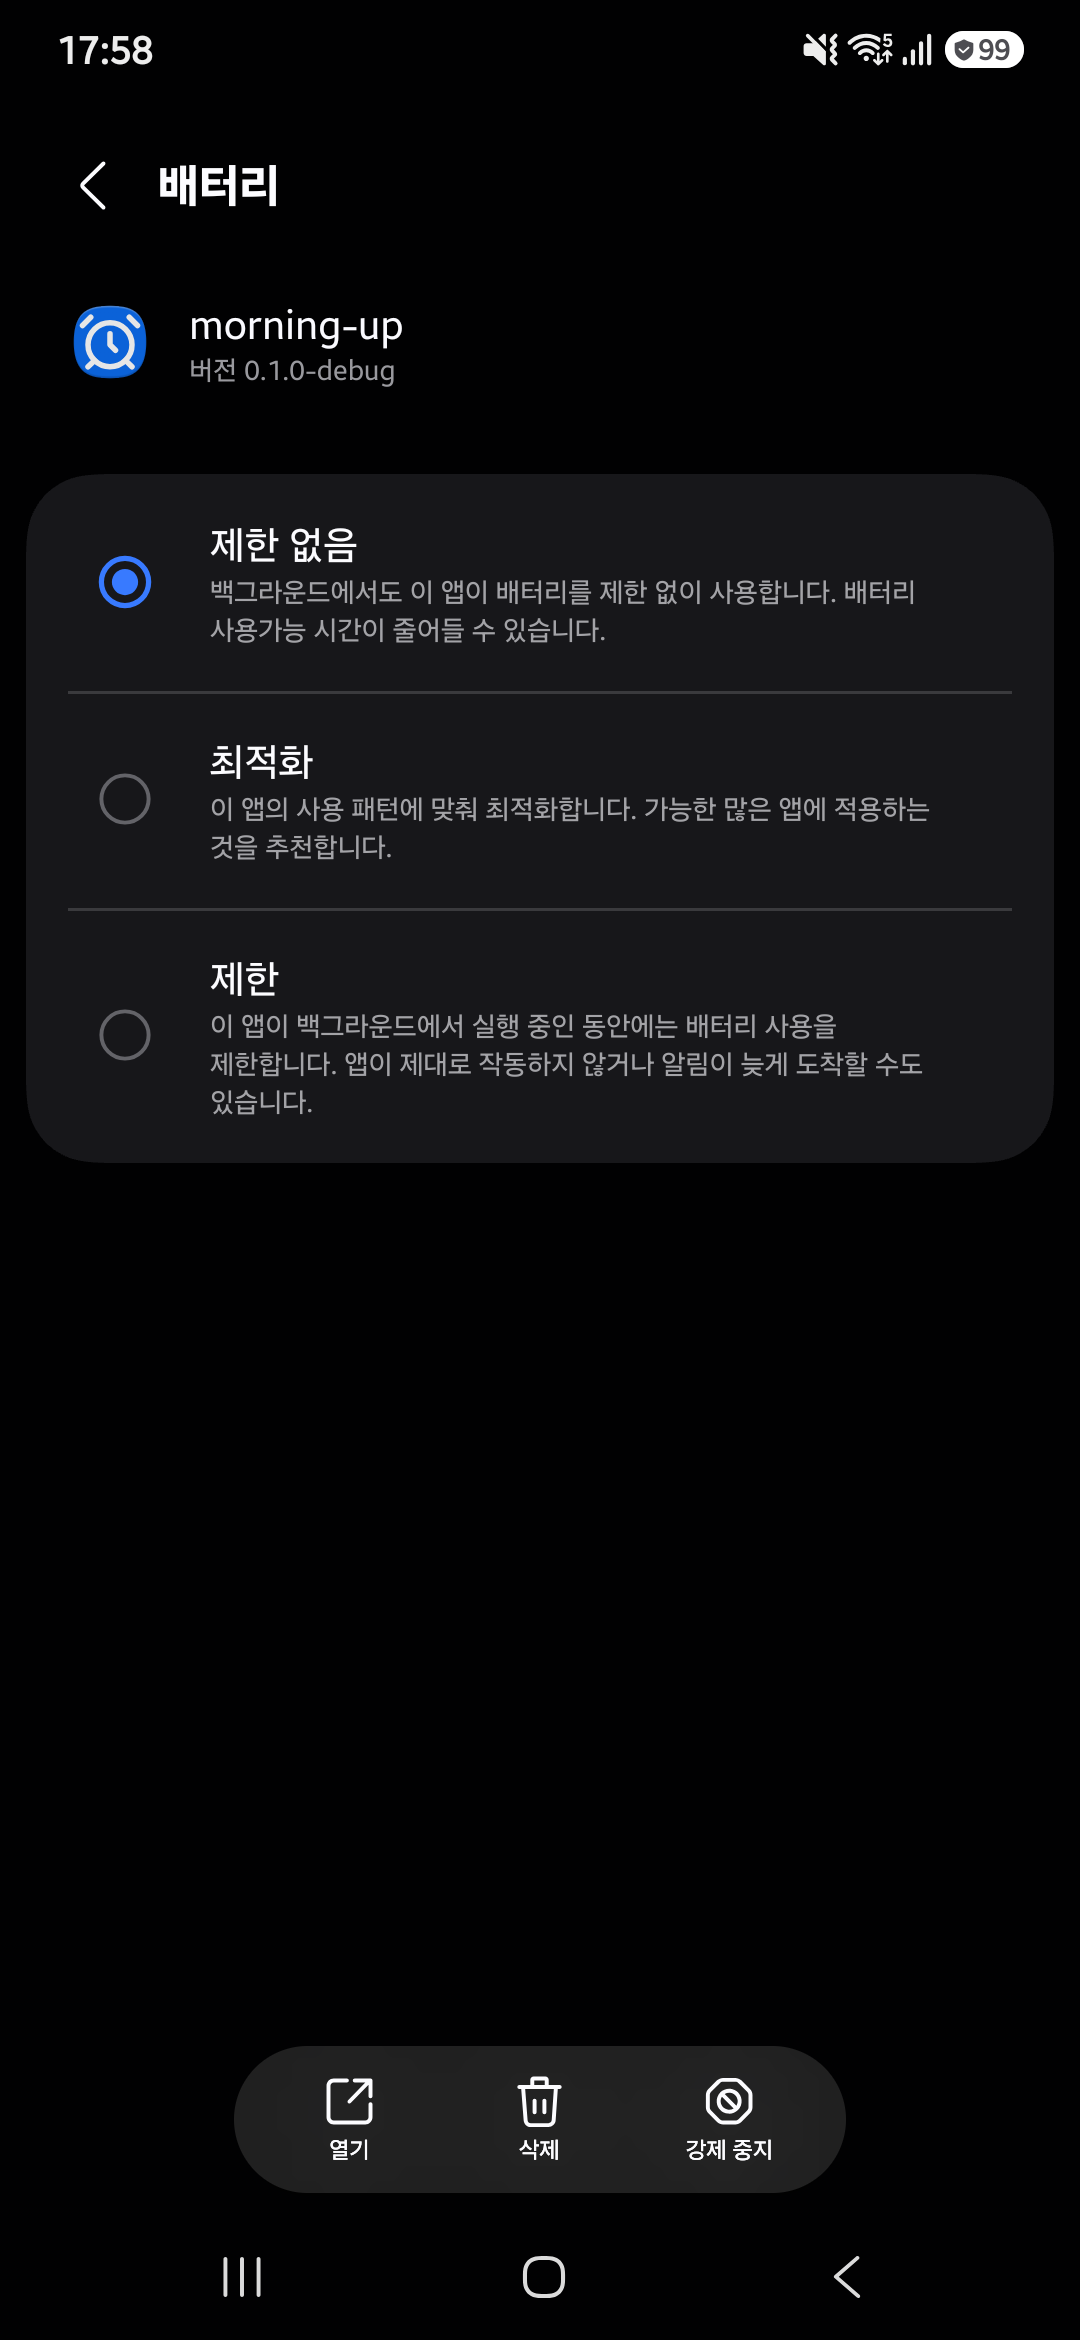 17:58
5
99
배터리
morning-up
버전 0.1.0-debug
제한 없음
백그라운드에서도 이 앱이 배터리를 제한 없이 사용합니다. 배터리
사용가능 시간이 줄어들 수 있습니다.
최적화
이 앱의 사용 패턴에 맞춰 최적화합니다. 가능한 많은 앱에 적용하는
것을 추천합니다.
제한
이 앱이 백그라운드에서 실행 중인 동안에는 배터리 사용을
제한합니다. 앱이 제대로 작동하지 않거나 알림이 늦게 도착할 수도
있습니다.
열기
삭제
강제 중지